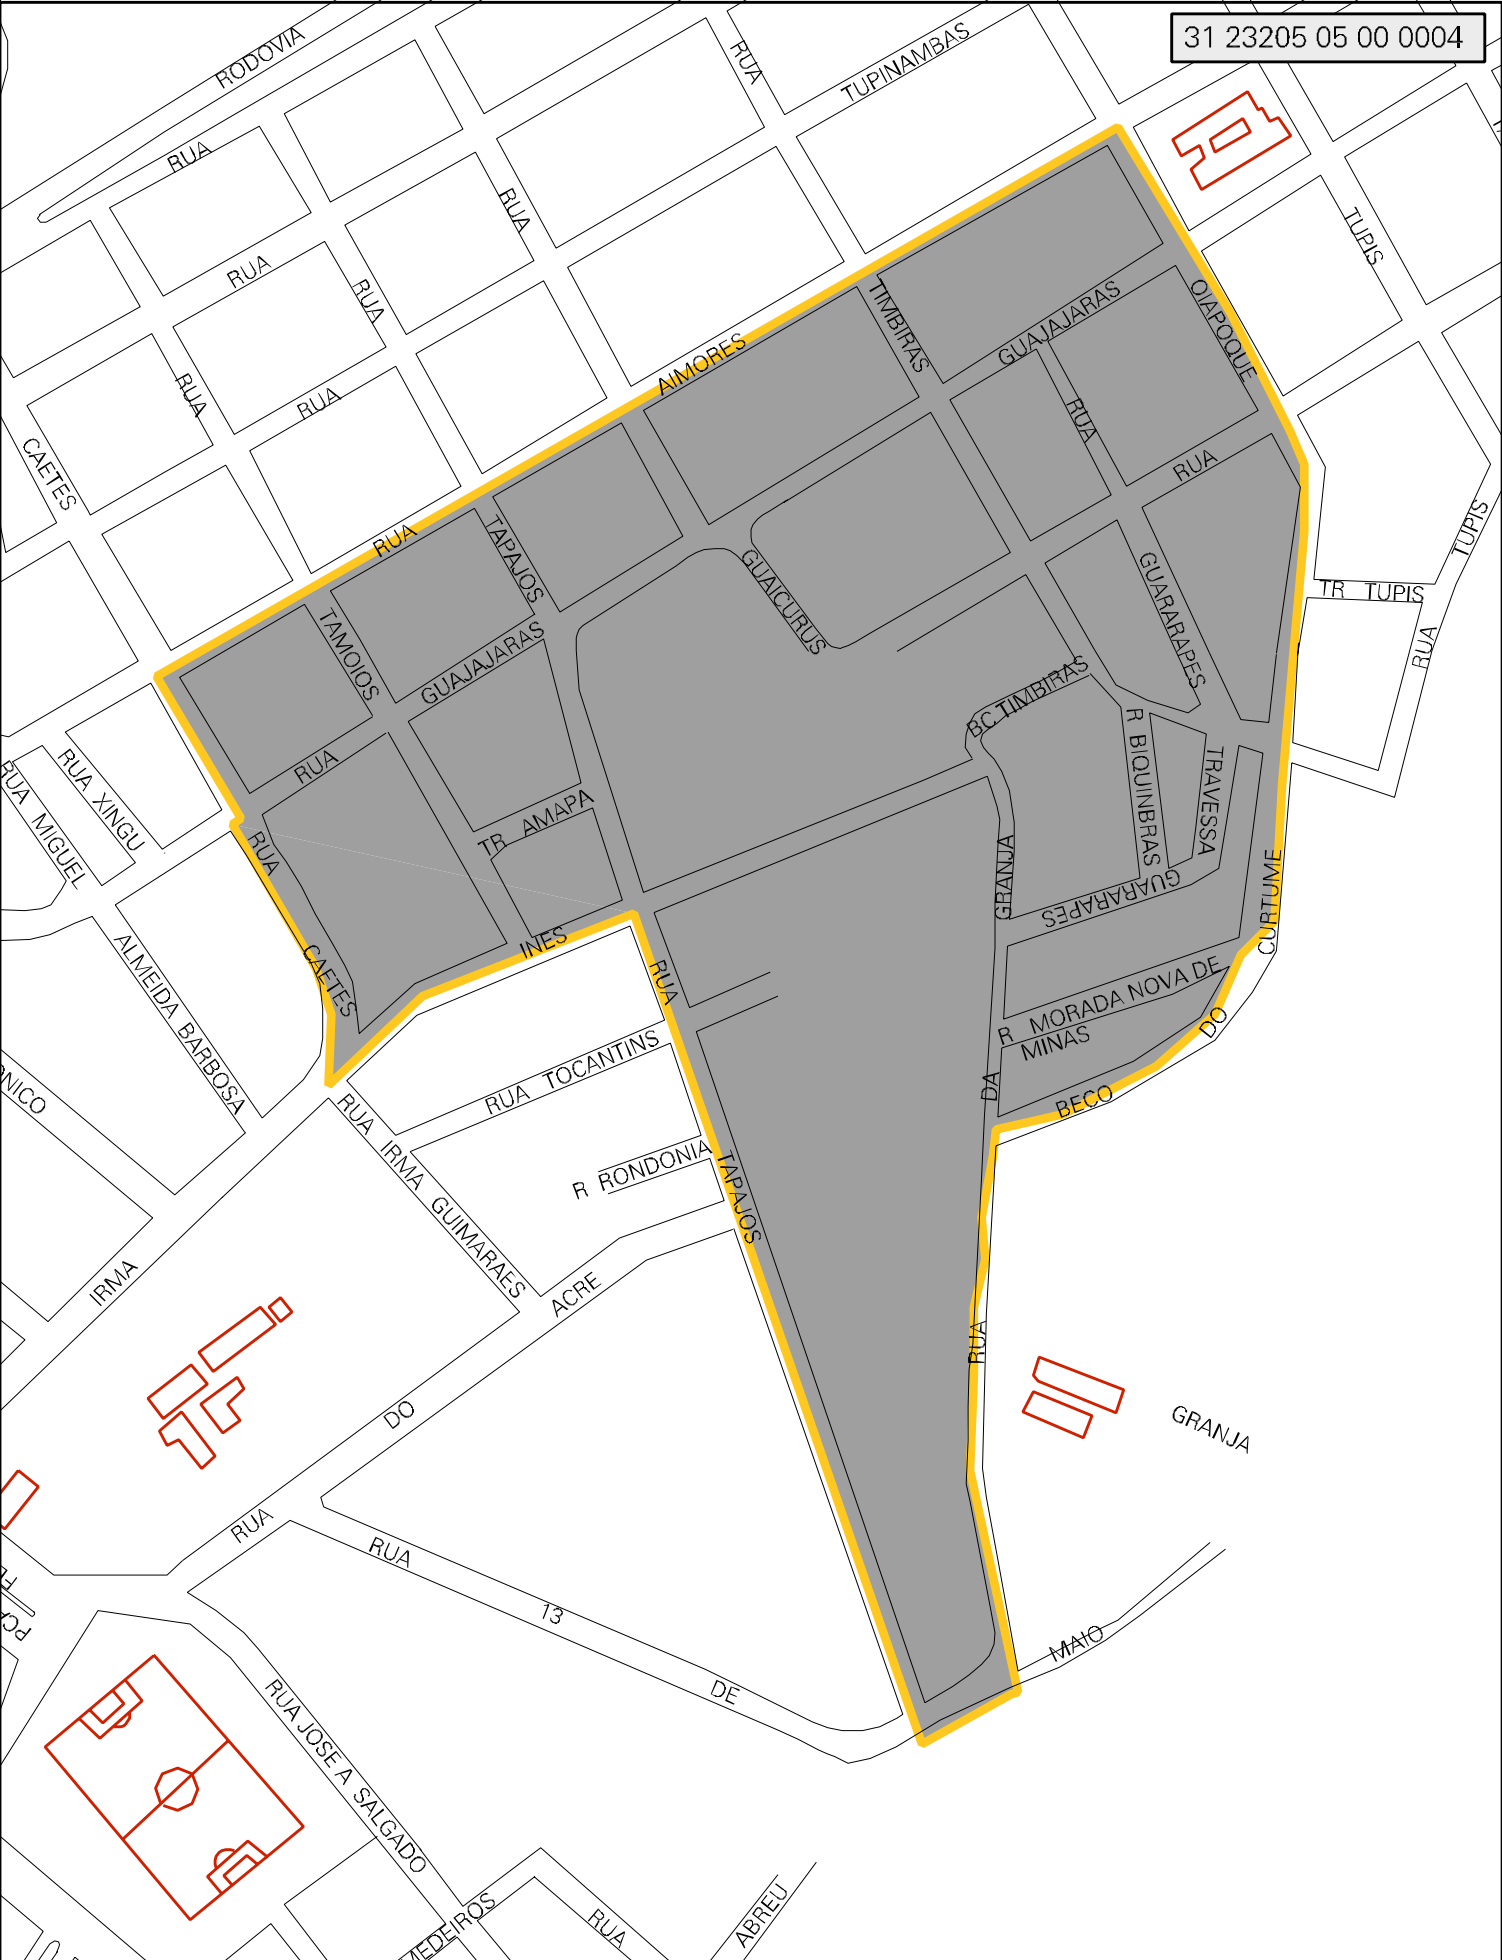 31 23205 05 00 0004
RODOVIA
RUA
TUPINAMBAS
RUA
RUA
TUPIS
RUA
RUA
OIAPOQUE
TIMBIRAS
GUAJAJARAS
AIMORES
RUA
RUA
RUA
CAETES
RUA
TUPIS
RUA
TAPAJOS
GUAICURUS
GUARARAPES
TR TUPIS
RUA
TAMOIOS
GUAJAJARAS
BC TIMBIRAS
R BIQUINBRAS
TRAVESSA
RUA
RUA XINGU
RUA MIGUEL
TR AMAPA
RUA
GRANJA
GUARARAPES
CURTUME
INES
CAETES
RUA
ALMEIDA BARBOSA
R MORADA NOVA DE
MINAS
DO
DA
BECO
RUA TOCANTINS
RUA IRMA GUIMARAES
R RONDONIA
TAPAJOS
IRMA
ACRE
RUA
DO
GRANJA
RUA
RUA
13
DE
MAIO
PCA
RUA JOSE A SALGADO
MEDEIROS
RUA
ABREU